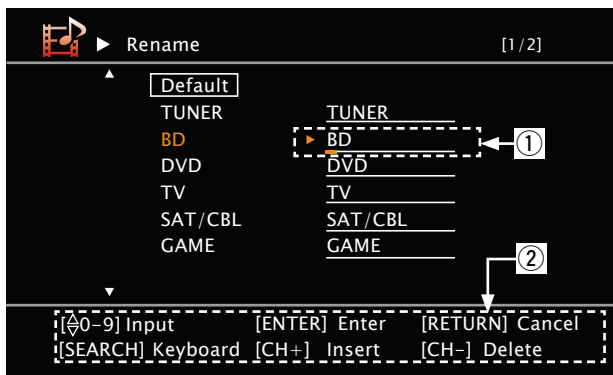 ▶ Rename [1/2]
Default
TUNER TUNER
BD ▶ BD ①
DVD DVD
TV TV
SAT/CBL SAT/CBL
GAME GAME
②
[0-9] Input [ENTER] Enter [RETURN] Cancel
[SEARCH] Keyboard [CH+] Insert [CH-] Delete